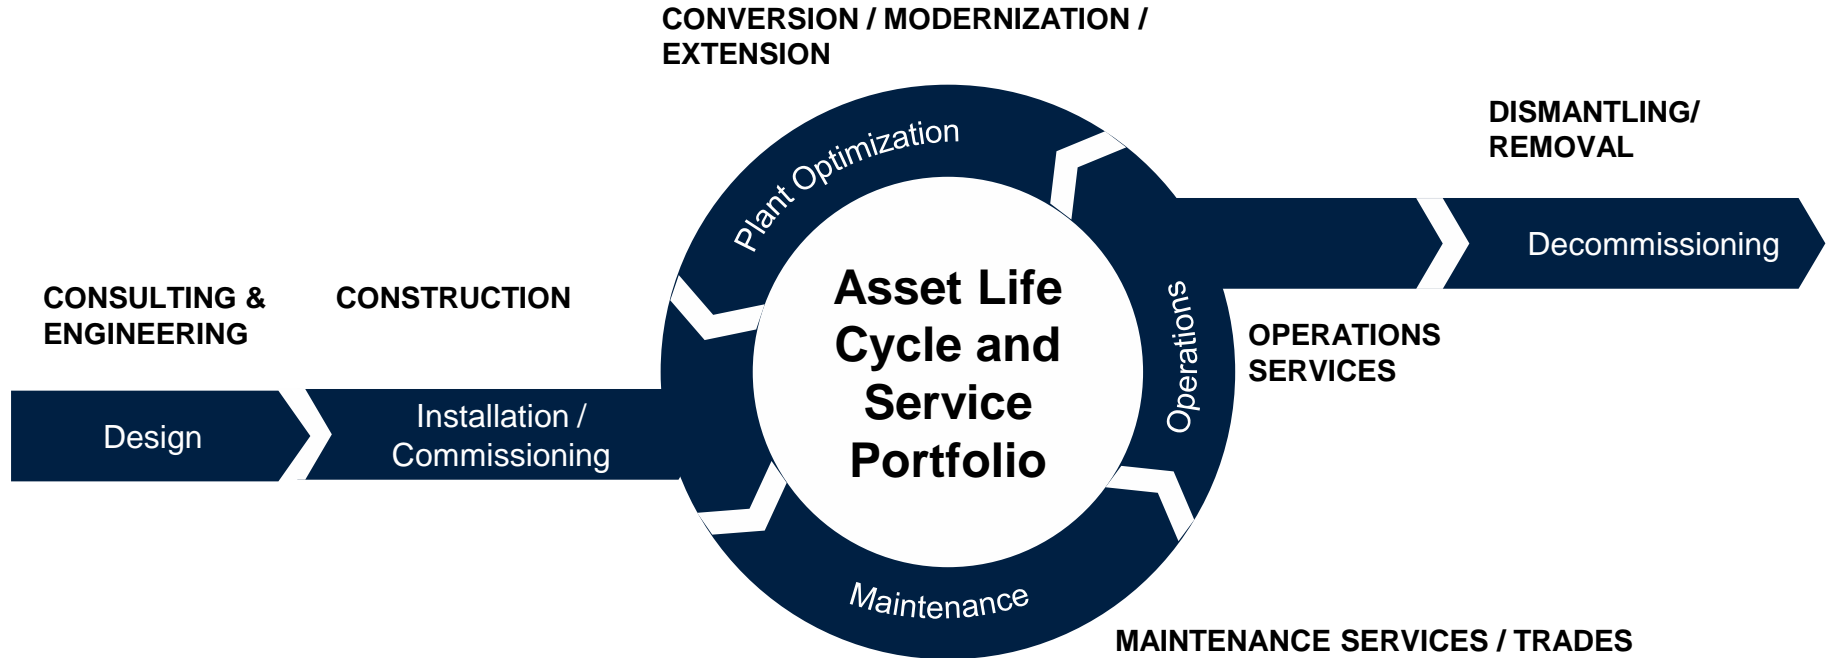 CONVERSION / MODERNIZATION /
EXTENSION
DISMANTLING/
REMOVAL
Plant Optimization
Decommissioning
CONSULTING &
ENGINEERING
CONSTRUCTION
Asset Life
Cycle and
Service
Portfolio
Operations
OPERATIONS
SERVICES
Design
Installation /
Commissioning
Maintenance
MAINTENANCE SERVICES / TRADES